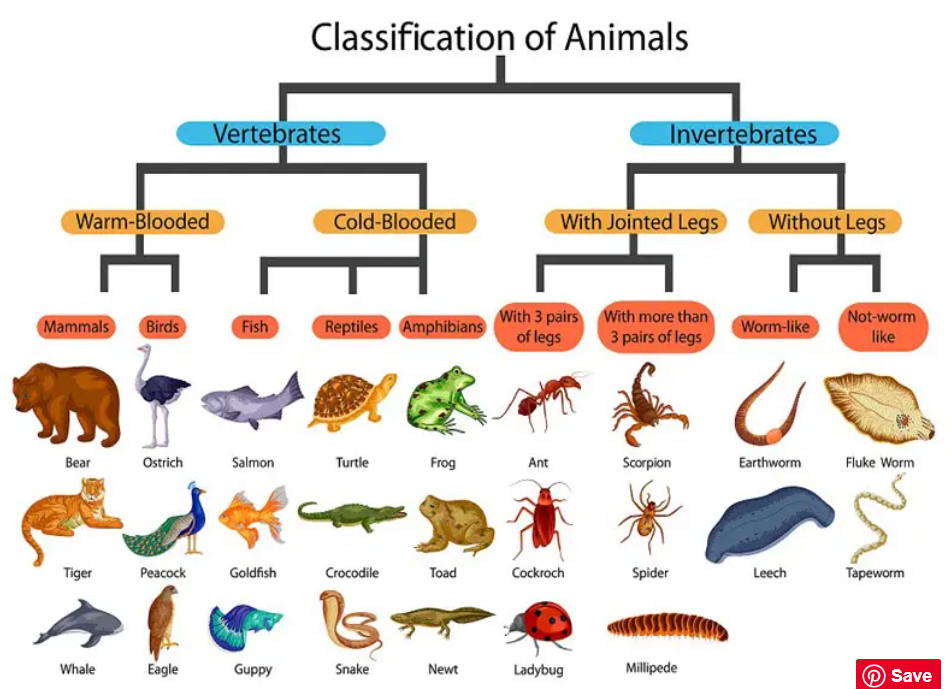 Classification of Animals
Vertebrates
Invertebrates
Warm-Blooded
Cold-Blooded
With Jointed Legs
Without Legs
Mammals
Birds
Fish
Reptiles
Amphibians
With 3 pairs
of legs
With more than
3 pairs of legs
Worm-like
Not-worm
like
Bear
Ostrich
Salmon
Turtle
Frog
Ant
Scorpion
Earthworm
Fluke Worm
Tiger
Peacock
Goldfish
Crocodile
Toad
Cockroch
Spider
Leech
Tapeworm
Whale
Eagle
Guppy
Snake
Newt
Ladybug
Millipede
Save